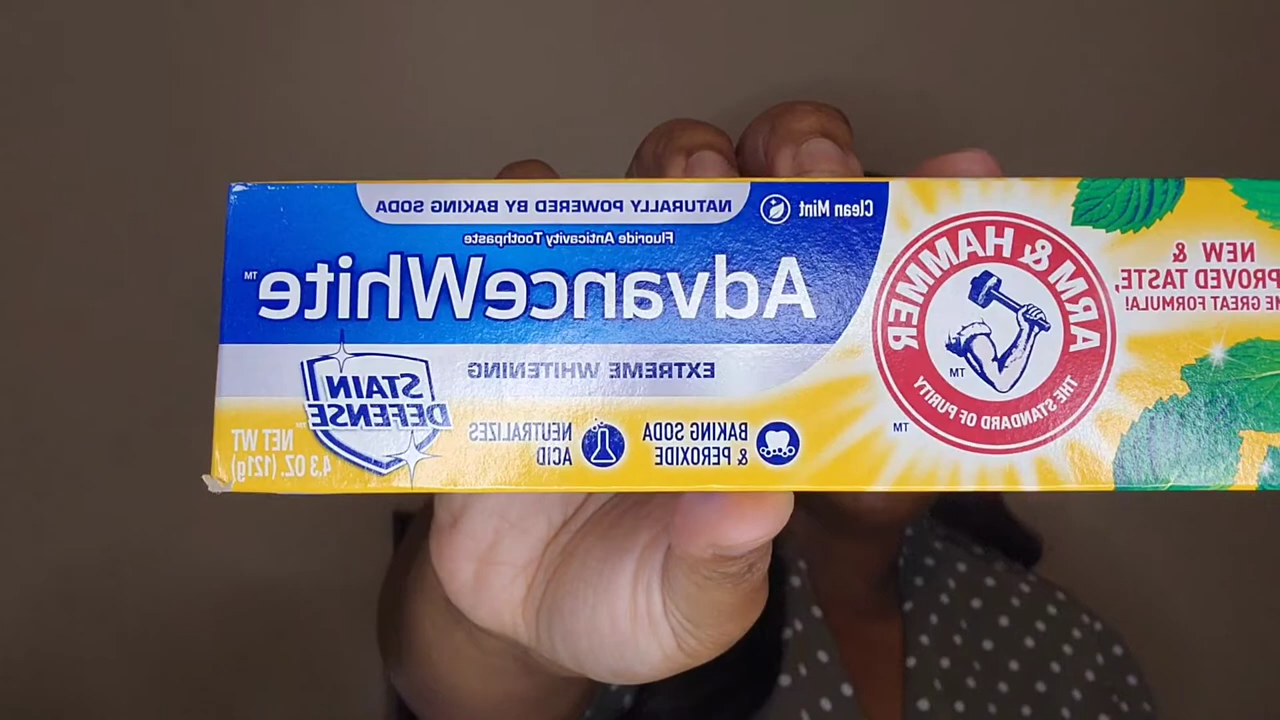 NEW &
PROVED TASTE,
ME GREAT FORMULA!
ARM & HAMMER
THE STANDARD OF PURITY
TM
TM
Clean Mint
NATURALLY POWERED BY BAKING SODA
Fluoride Anticavity Toothpaste
AdvanceWhite™
EXTREME WHITENING
BAKING SODA
& PEROXIDE
NEUTRALIZES
ACID
STAIN
DEFENSE™
NET WT
4.3 OZ. (121g)